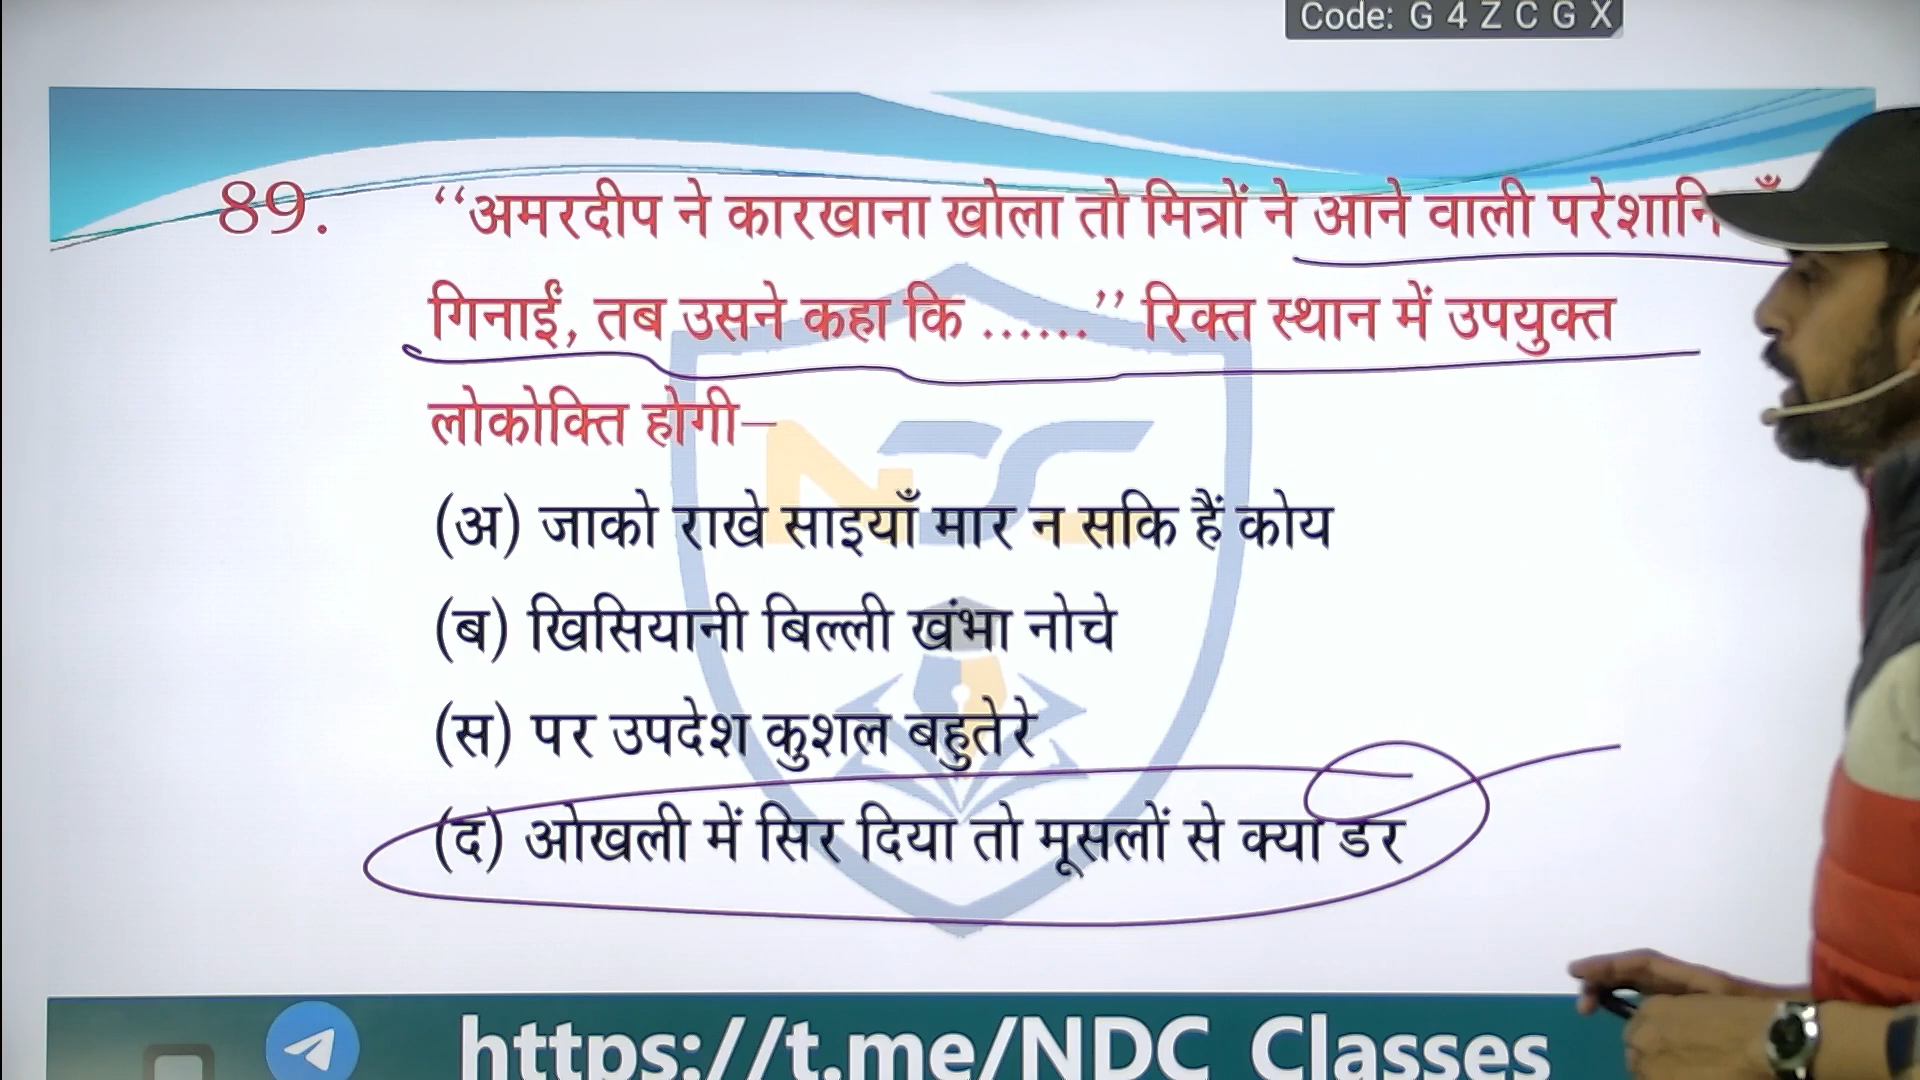 Code: G 4 Z C G X
89. ‘‘अमरदीप ने कारखाना खोला तो मित्रों ने आने वाली
गिनाईं, तब उसने कहा कि ......’’ रिक्त स्थान में उपयुक्त
लोकोक्ति होगी–
(अ) जाको राखे साइयाँ मार न सकि हैं कोय
(ब) खिसियानी बिल्ली खंभा नोचे
(स) पर उपदेश कुशल बहुतेरे
(द) ओखली में सिर दिया तो मूसलों से क्या डर
NDC
https://t.me/NDC_Classes